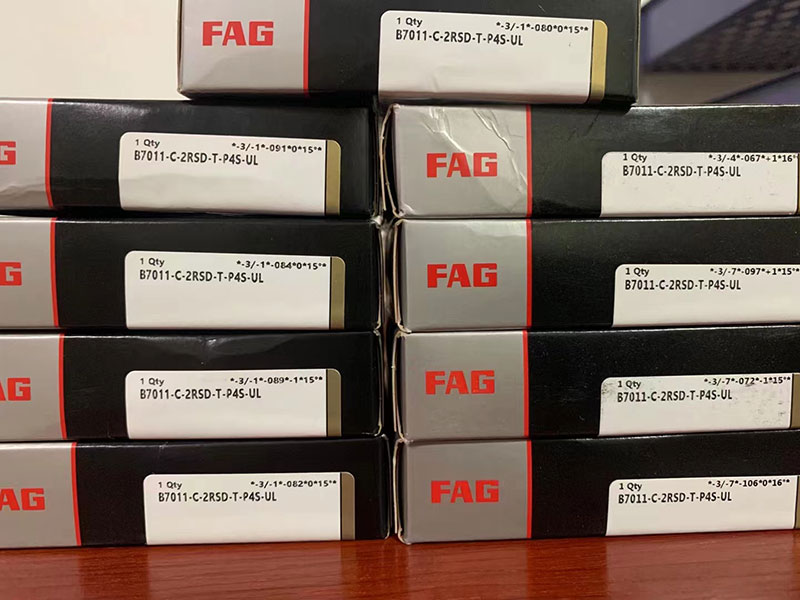 FAG
1 Qty *-3/-1*-080*0*15°*
B7011-C-2RSD-T-P4S-UL
1 Qty *-3/-1*-091*0*15°*
B7011-C-2RSD-T-P4S-UL
FAG
1 Qty *-3/-4*-067*+1*16°
B7011-C-2RSD-T-P4S-UL
1 Qty *-3/-1*-084*0*15°*
B7011-C-2RSD-T-P4S-UL
FAG
1 Qty *-3/-7*-097*+1*15°
B7011-C-2RSD-T-P4S-UL
AG
1 Qty *-3/-1*-089*-1*15°*
B7011-C-2RSD-T-P4S-UL
FAG
1 Qty *-3/-7*-072*-1*15°*
B7011-C-2RSD-T-P4S-UL
AG
1 Qty *-3/-1*-082*0*15°*
B7011-C-2RSD-T-P4S-UL
FAG
1 Qty *-3/-7*-106*0*16°*
B7011-C-2RSD-T-P4S-UL